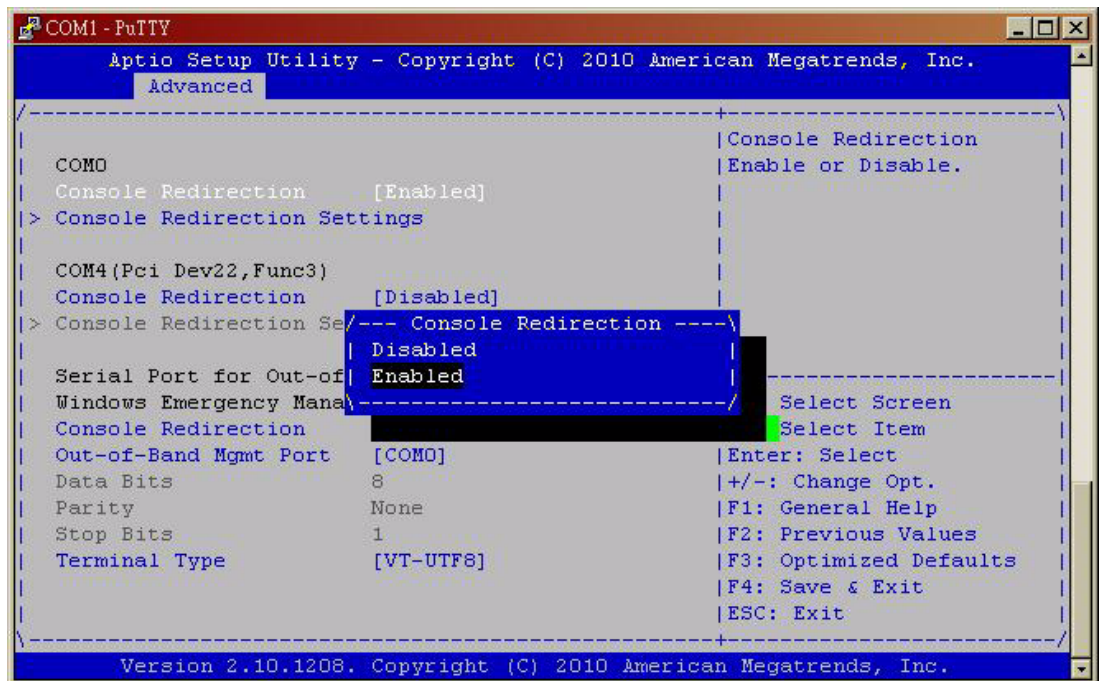 COM1 - PuTTY
Aptio Setup Utility - Copyright (C) 2010 American Megatrends, Inc.
Advanced
Console Redirection
Enable or Disable.
COM0
Console Redirection [Enabled]
> Console Redirection Settings
COM4(Pci Dev22,Func3)
Console Redirection [Disabled]
> Console Redirection Se
--- Console Redirection ----
Disabled
Enabled
Serial Port for Out-of
Windows Emergency Mana
Console Redirection
Out-of-Band Mgmt Port [COM0]
Data Bits 8
Parity None
Stop Bits 1
Terminal Type [VT-UTF8]
Select Screen
Select Item
Enter: Select
+/-: Change Opt.
F1: General Help
F2: Previous Values
F3: Optimized Defaults
F4: Save & Exit
ESC: Exit
Version 2.10.1208. Copyright (C) 2010 American Megatrends, Inc.